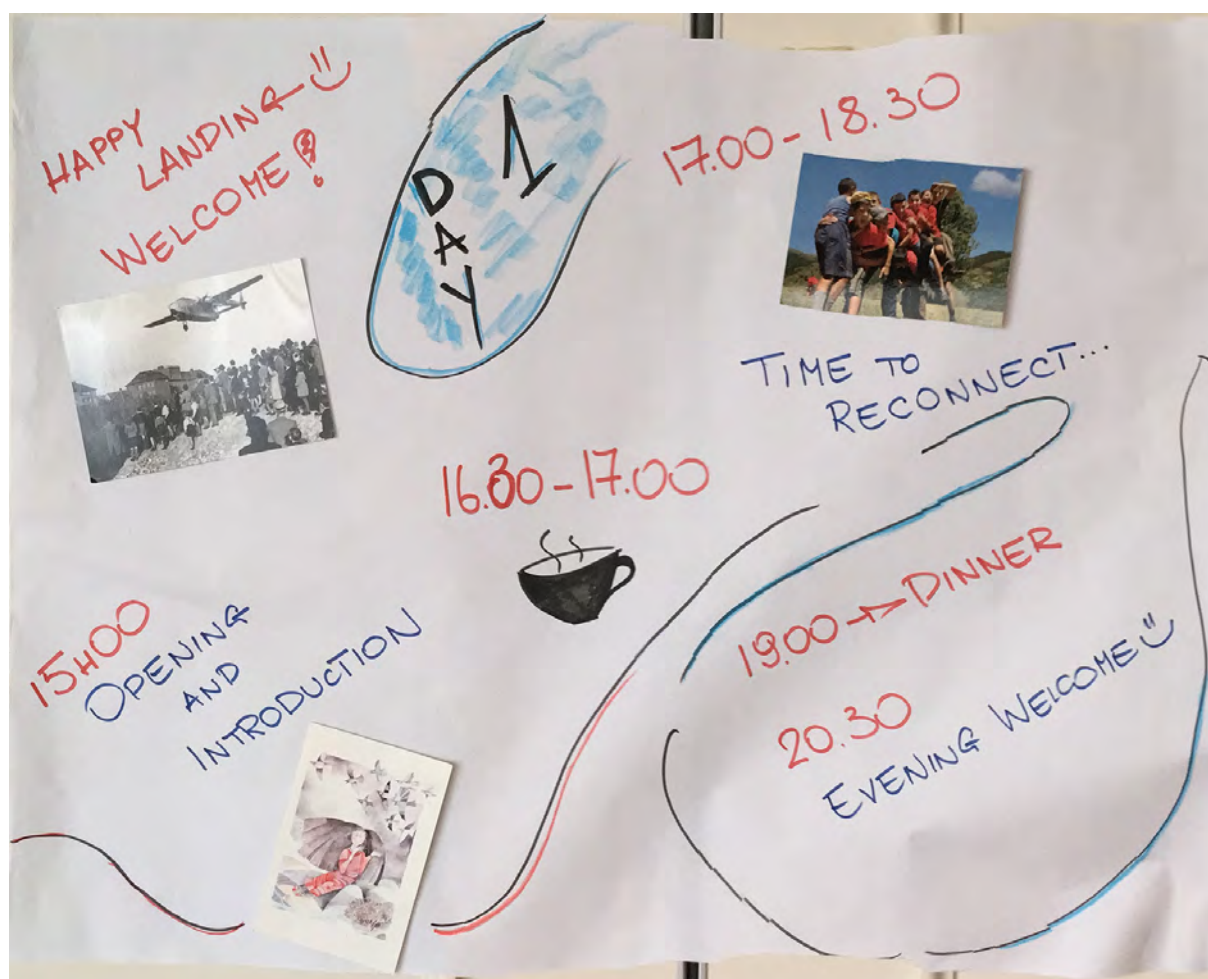 HAPPY
LANDING
WELCOME!
DAY
1
15H00
OPENING
AND
INTRODUCTION
16.30-17.00
17.00-18.30
TIME TO
RECONNECT...
19.00 → DINNER
20.30
EVENING WELCOME